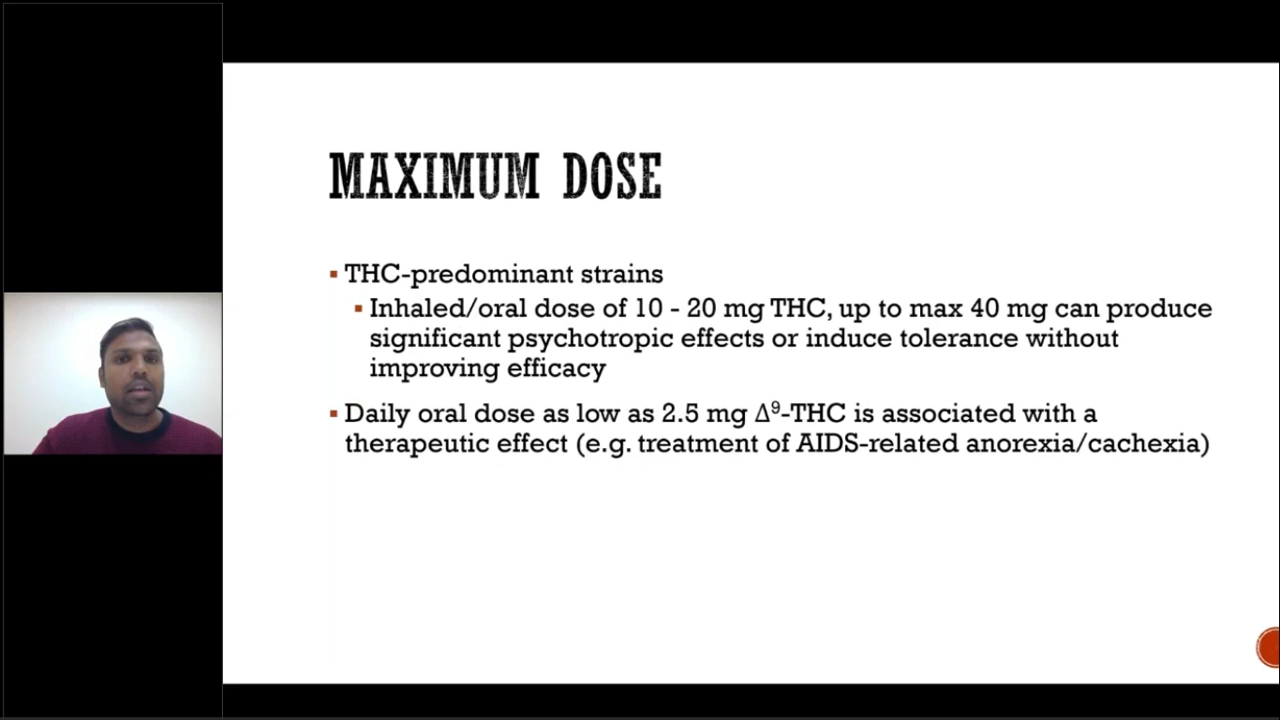 MAXIMUM DOSE
▪ THC-predominant strains
▪ Inhaled/oral dose of 10 - 20 mg THC, up to max 40 mg can produce
significant psychotropic effects or induce tolerance without
improving efficacy
▪ Daily oral dose as low as 2.5 mg Δ⁹-THC is associated with a
therapeutic effect (e.g. treatment of AIDS-related anorexia/cachexia)